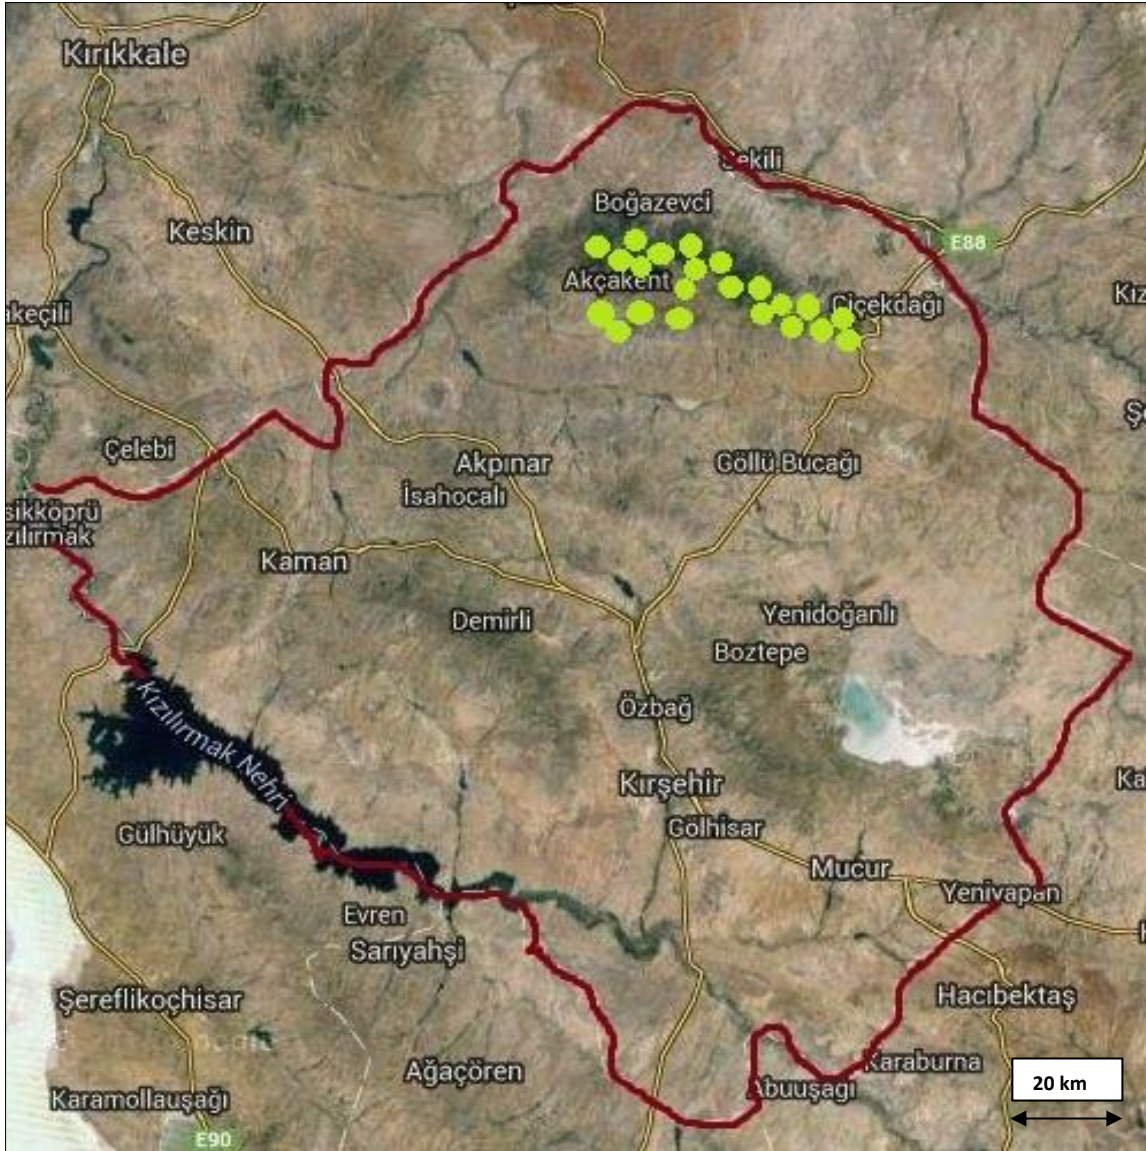 Kırıkkale
Sekili
Boğazevci
Keskin
E88
Akçakent
Çiçekdağı
akeçili
Çelebi
Akpınar
Göllü Bucağı
İsahocalı
sikköprü
zılırmak
Kaman
Demirli
Yenidoğanlı
Boztepe
Özbağ
Kızılırmak Nehri
Kırşehir
Gülhüyük
Gölhisar
Mucur
Yenivapan
Evren
Sarıyahşi
Şereflikoçhisar
Hacıbektaş
Ağaçören
Karaburna
Abuuşağı
20 km
Karamollauşağı
E90